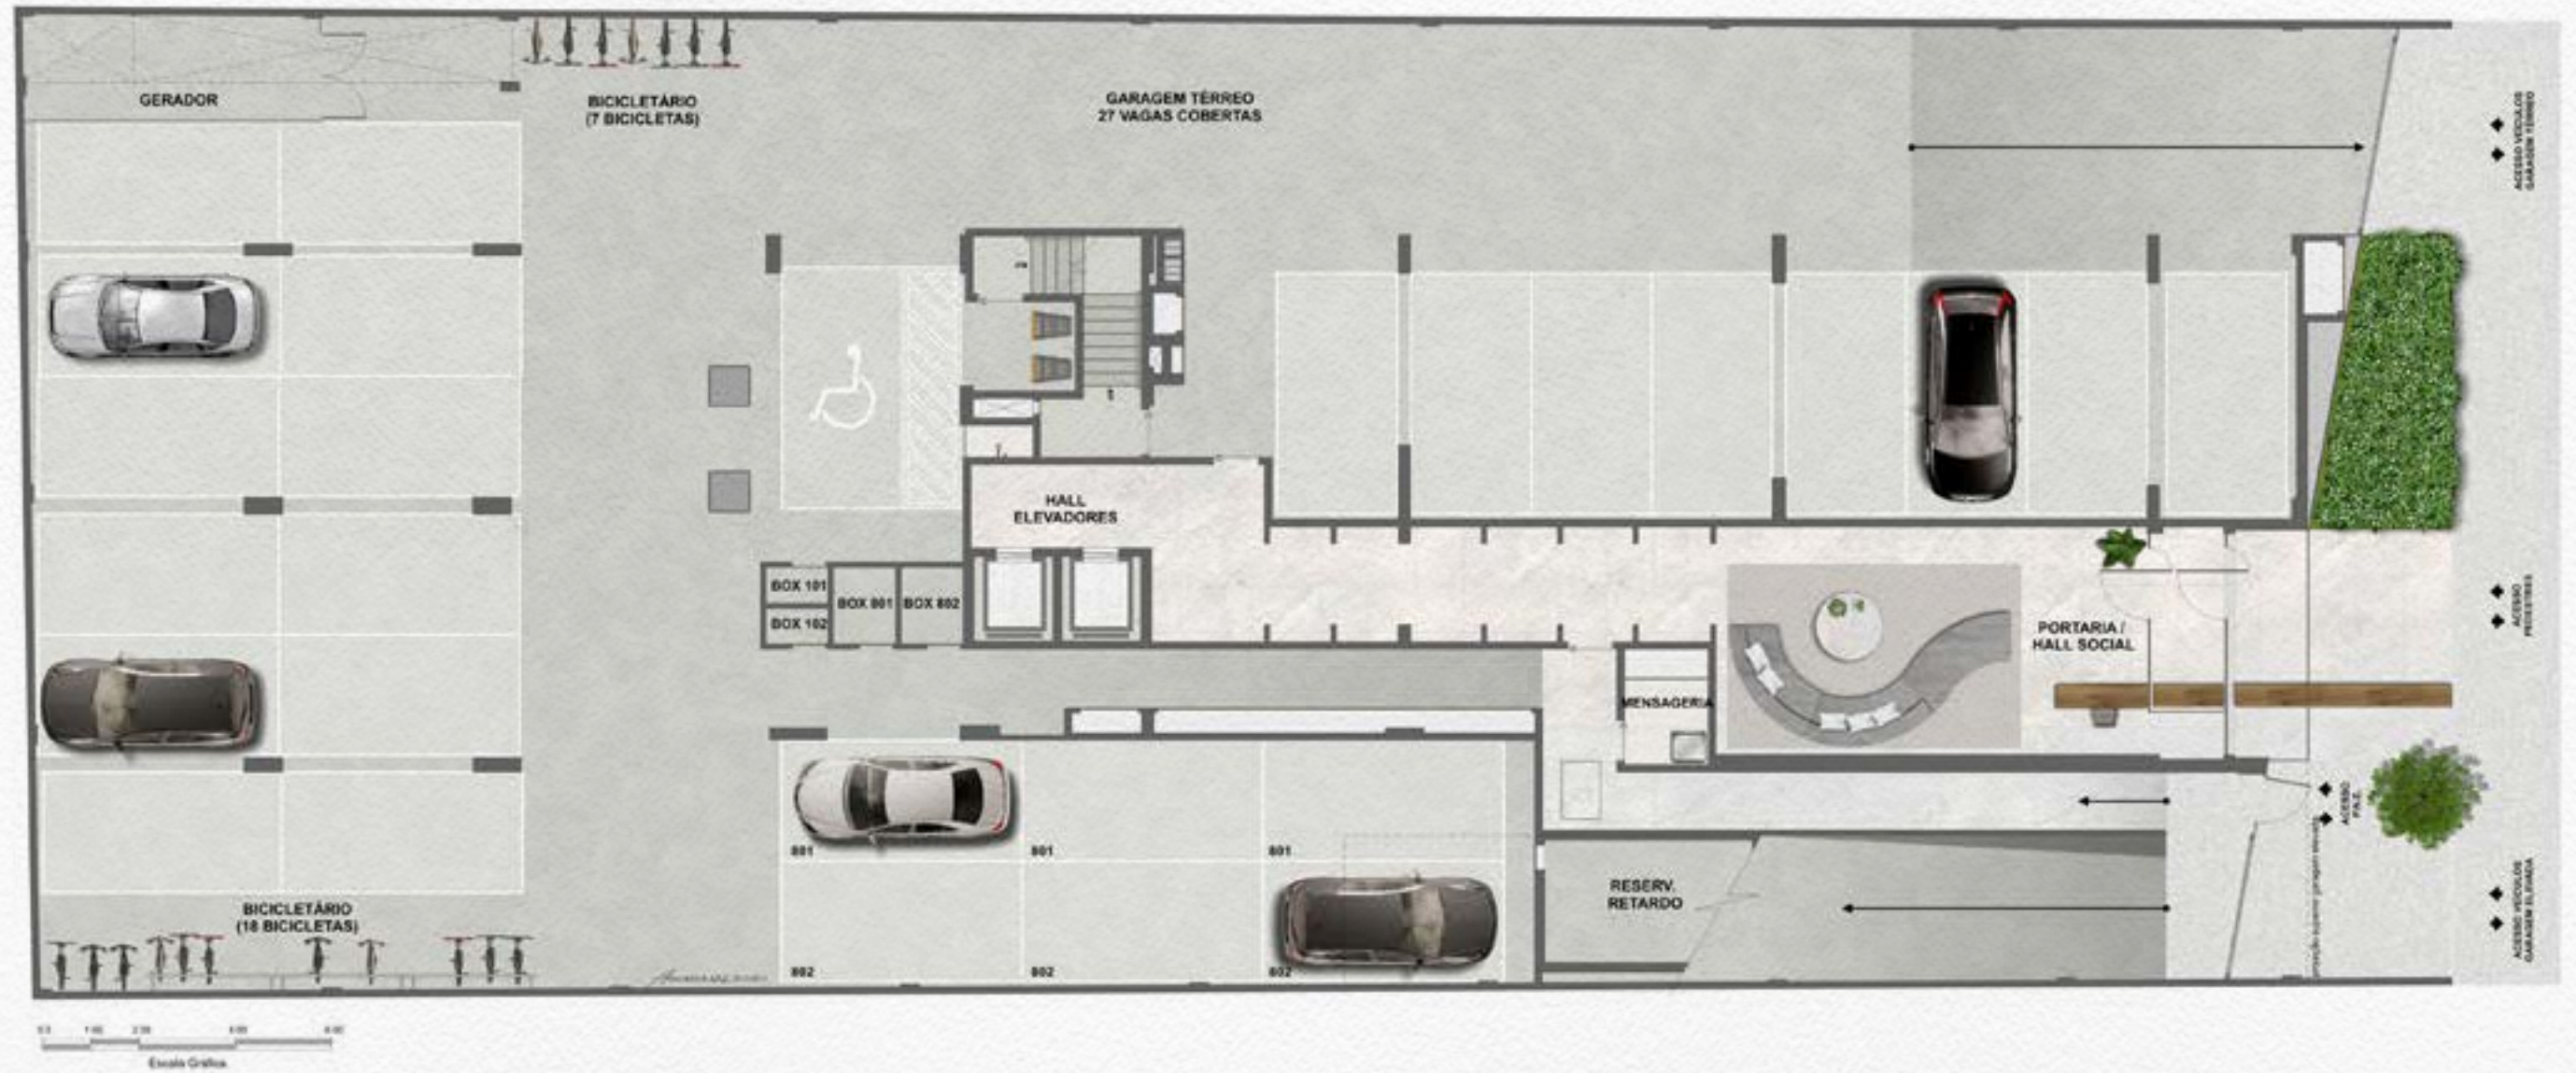 GERADOR
BICICLETÁRIO
(7 BICICLETAS)
GARAGEM TÉRREO
27 VAGAS COBERTAS
ACESSO VEÍCULOS
GARAGEM TÉRREO
HALL
ELEVADORES
BOX 101
BOX 102
BOX 801
BOX 802
PORTARIA /
HALL SOCIAL
ACESSO
PEDESTRES
MENSAGERIA
ACESSO
P.N.E.
801
801
801
802
802
802
RESERV.
RETARDO
ACESSO VEÍCULOS
GARAGEM ELEVADA
BICICLETÁRIO
(18 BICICLETAS)
Escala Gráfica